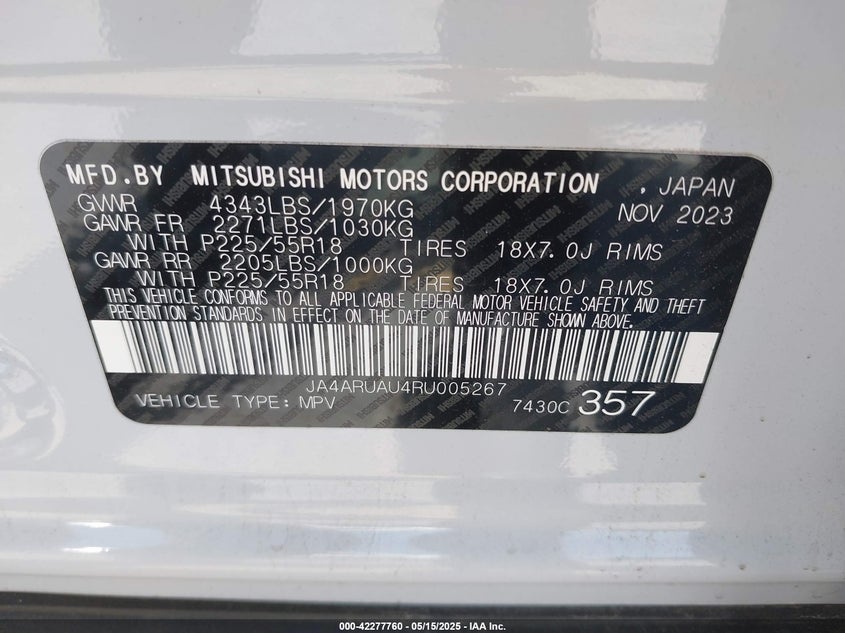 MFD.BY MITSUBISHI MOTORS CORPORATION . JAPAN
GVWR 4343LBS/1970KG NOV 2023
GAWR FR 2271LBS/1030KG
WITH P225/55R18 TIRES 18X7.0J RIMS
GAWR RR 2205LBS/1000KG
WITH P225/55R18 TIRES 18X7.0J RIMS
THIS VEHICLE CONFORMS TO ALL APPLICABLE FEDERAL MOTOR VEHICLE SAFETY AND THEFT
PREVENTION STANDARDS IN EFFECT ON THE DATE OF MANUFACTURE SHOWN ABOVE.
JA4ARUAU4RU005267
VEHICLE TYPE: MPV 7430C 357
000-42277760 - 05/15/2025 - IAA Inc.